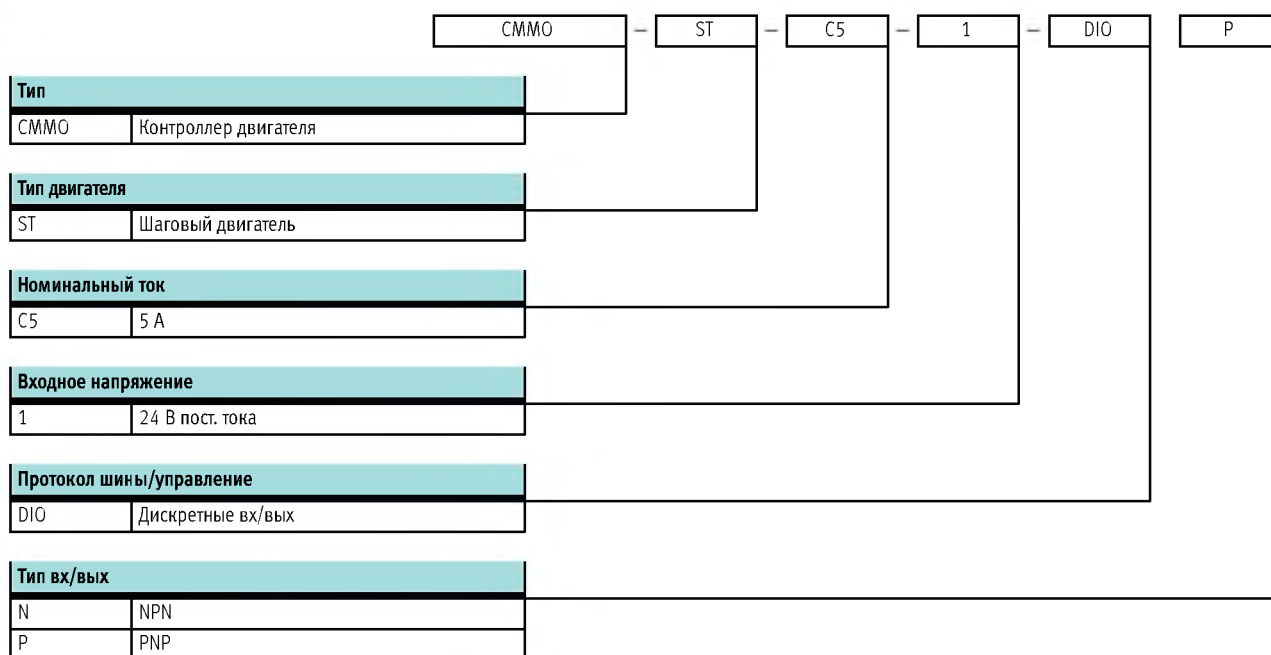 CMMO – ST – C5 – 1 – DIO P
Тип
CMMO Контроллер двигателя
Тип двигателя
ST Шаговый двигатель
Номинальный ток
C5 5 А
Входное напряжение
1 24 В пост. тока
Протокол шины/управление
DIO Дискретные вх/вых
Тип вх/вых
N NPN
P PNP